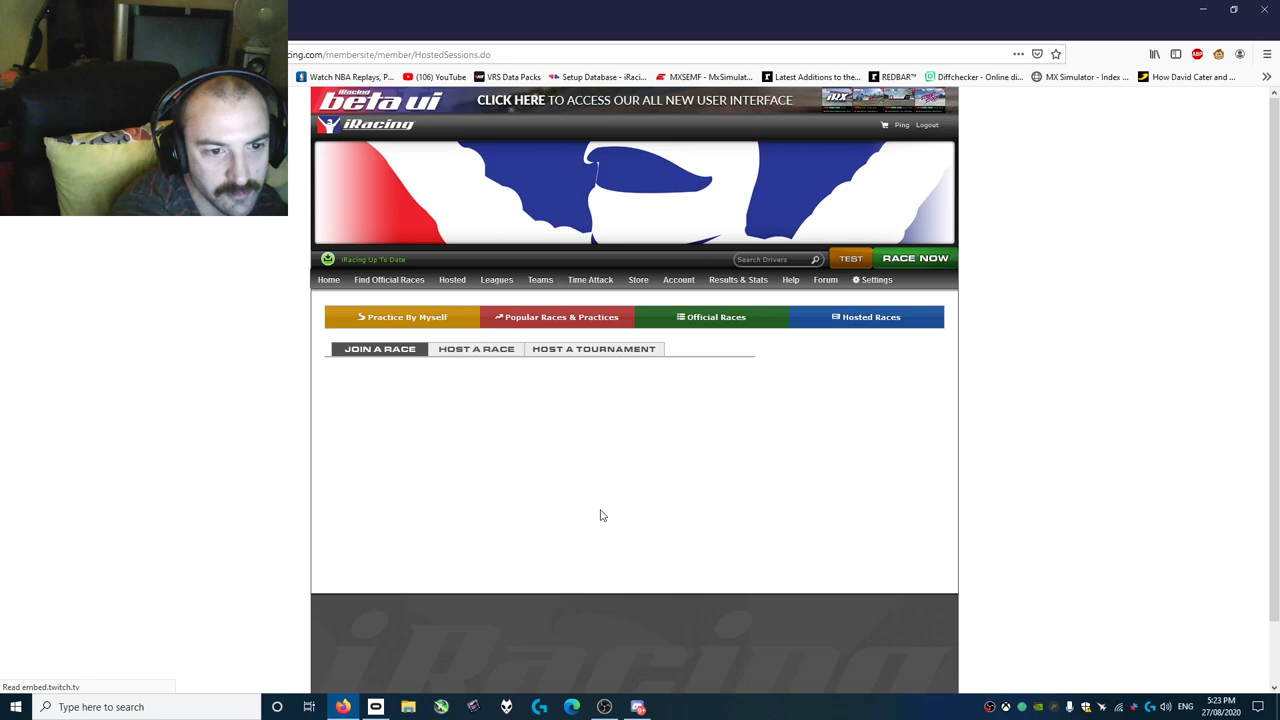 cing.com/membersite/member/HostedSessions.do
Watch NBA Replays, P... (106) YouTube VRS Data Packs Setup Database - iRaci... MXSEMF - MxSimulat... Latest Additions to the... REDBAR™ Diffchecker - Online di... MX Simulator - Index ... How David Cater and ...
iRacing beta ui CLICK HERE TO ACCESS OUR ALL NEW USER INTERFACE
iRacing Ping Logout
iRacing Up To Date Search Drivers TEST RACE NOW
Home Find Official Races Hosted Leagues Teams Time Attack Store Account Results & Stats Help Forum Settings
Practice By Myself Popular Races & Practices Official Races Hosted Races
JOIN A RACE HOST A RACE HOST A TOURNAMENT
iRacing
Read embed.twitch.tv
Type here to search ENG 5:23 PM
27/08/2020